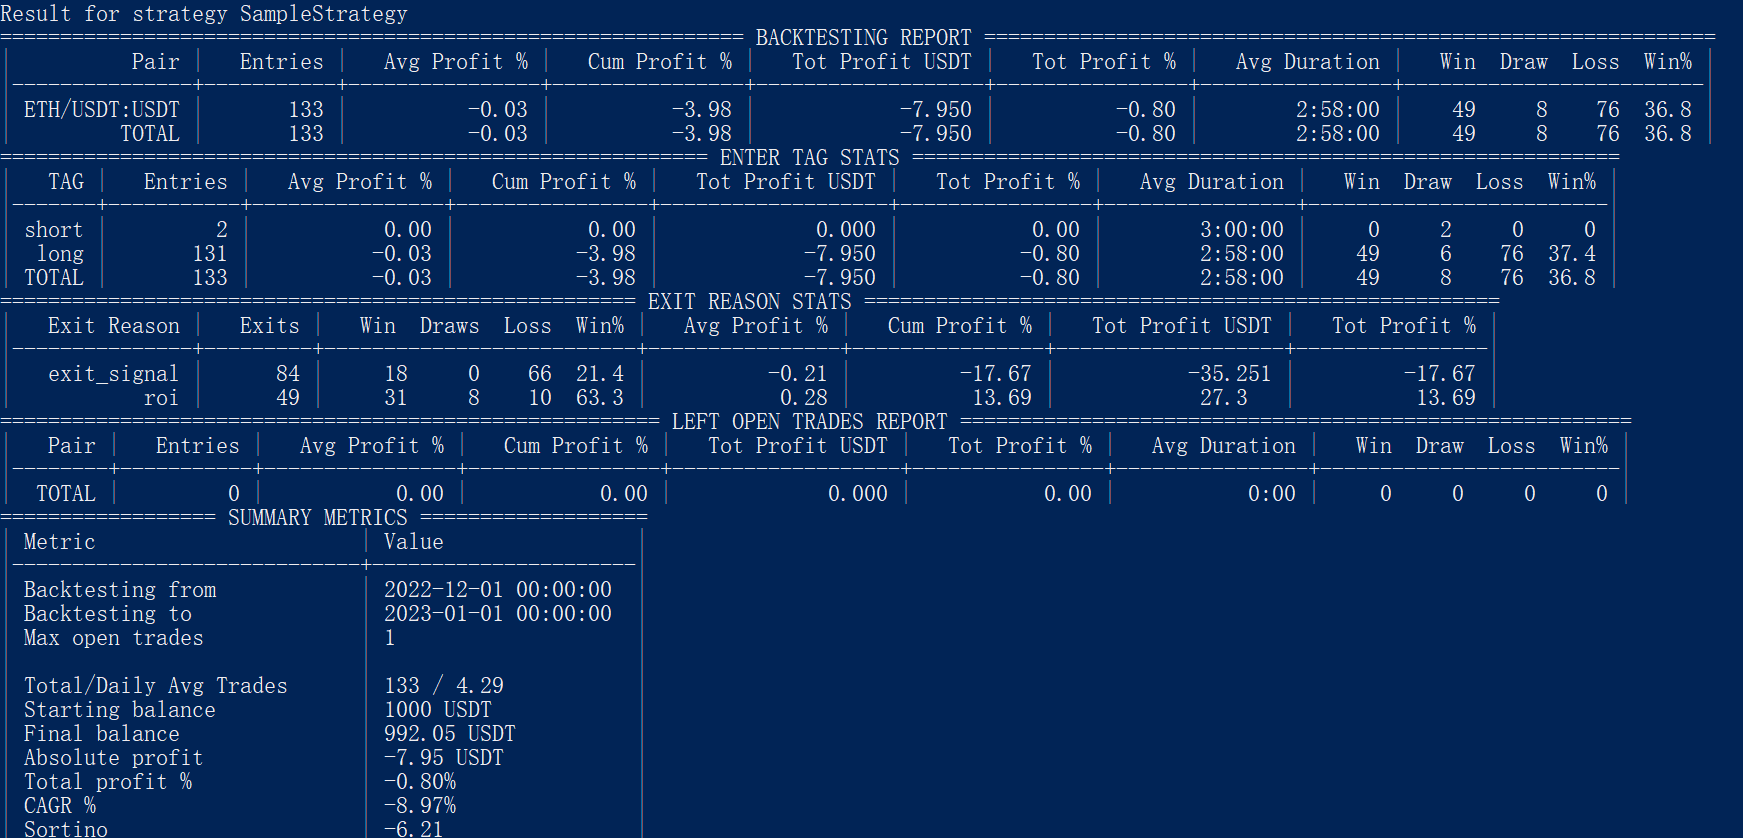 Result for strategy SampleStrategy
============================================================== BACKTESTING REPORT =============================================================
| Pair | Entries | Avg Profit % | Cum Profit % | Tot Profit USDT | Tot Profit % | Avg Duration | Win Draw Loss Win% |
|---------------+-----------+----------------+----------------+-------------------+----------------+----------------+-------------------------|
| ETH/USDT:USDT | 133 | -0.03 | -3.98 | -7.950 | -0.80 | 2:58:00 | 49 8 76 36.8 |
| TOTAL | 133 | -0.03 | -3.98 | -7.950 | -0.80 | 2:58:00 | 49 8 76 36.8 |
=========================================================== ENTER TAG STATS ===========================================================
| TAG | Entries | Avg Profit % | Cum Profit % | Tot Profit USDT | Tot Profit % | Avg Duration | Win Draw Loss Win% |
|-------+-----------+----------------+----------------+-------------------+----------------+----------------+-------------------------|
| short | 2 | 0.00 | 0.00 | 0.000 | 0.00 | 3:00:00 | 0 2 0 0 |
| long | 131 | -0.03 | -3.98 | -7.950 | -0.80 | 2:58:00 | 49 6 76 37.4 |
| TOTAL | 133 | -0.03 | -3.98 | -7.950 | -0.80 | 2:58:00 | 49 8 76 36.8 |
===================================================== EXIT REASON STATS =====================================================
| Exit Reason | Exits | Win Draws Loss Win% | Avg Profit % | Cum Profit % | Tot Profit USDT | Tot Profit % |
|---------------+---------+--------------------------+----------------+----------------+-------------------+----------------|
| exit_signal | 84 | 18 0 66 21.4 | -0.21 | -17.67 | -35.251 | -17.67 |
| roi | 49 | 31 8 10 63.3 | 0.28 | 13.69 | 27.3 | 13.69 |
======================================================= LEFT OPEN TRADES REPORT ========================================================
| Pair | Entries | Avg Profit % | Cum Profit % | Tot Profit USDT | Tot Profit % | Avg Duration | Win Draw Loss Win% |
|--------+-----------+----------------+----------------+-------------------+----------------+----------------+-------------------------|
| TOTAL | 0 | 0.00 | 0.00 | 0.000 | 0.00 | 0:00 | 0 0 0 0 |
================== SUMMARY METRICS ===================
| Metric | Value |
|-----------------------------+----------------------|
| Backtesting from | 2022-12-01 00:00:00 |
| Backtesting to | 2023-01-01 00:00:00 |
| Max open trades | 1 |
| | |
| Total/Daily Avg Trades | 133 / 4.29 |
| Starting balance | 1000 USDT |
| Final balance | 992.05 USDT |
| Absolute profit | -7.95 USDT |
| Total profit % | -0.80% |
| CAGR % | -8.97% |
| Sortino | -6.21 |